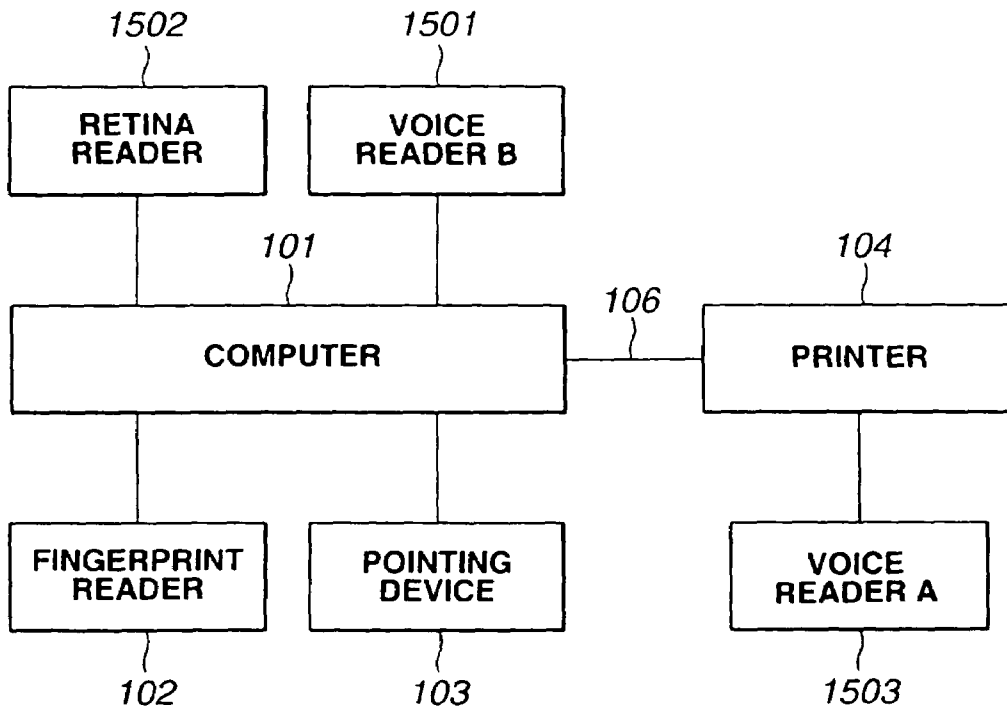 1502
1501
RETINA
READER
VOICE
READER B
101
104
106
COMPUTER
PRINTER
FINGERPRINT
READER
POINTING
DEVICE
VOICE
READER A
102
103
1503